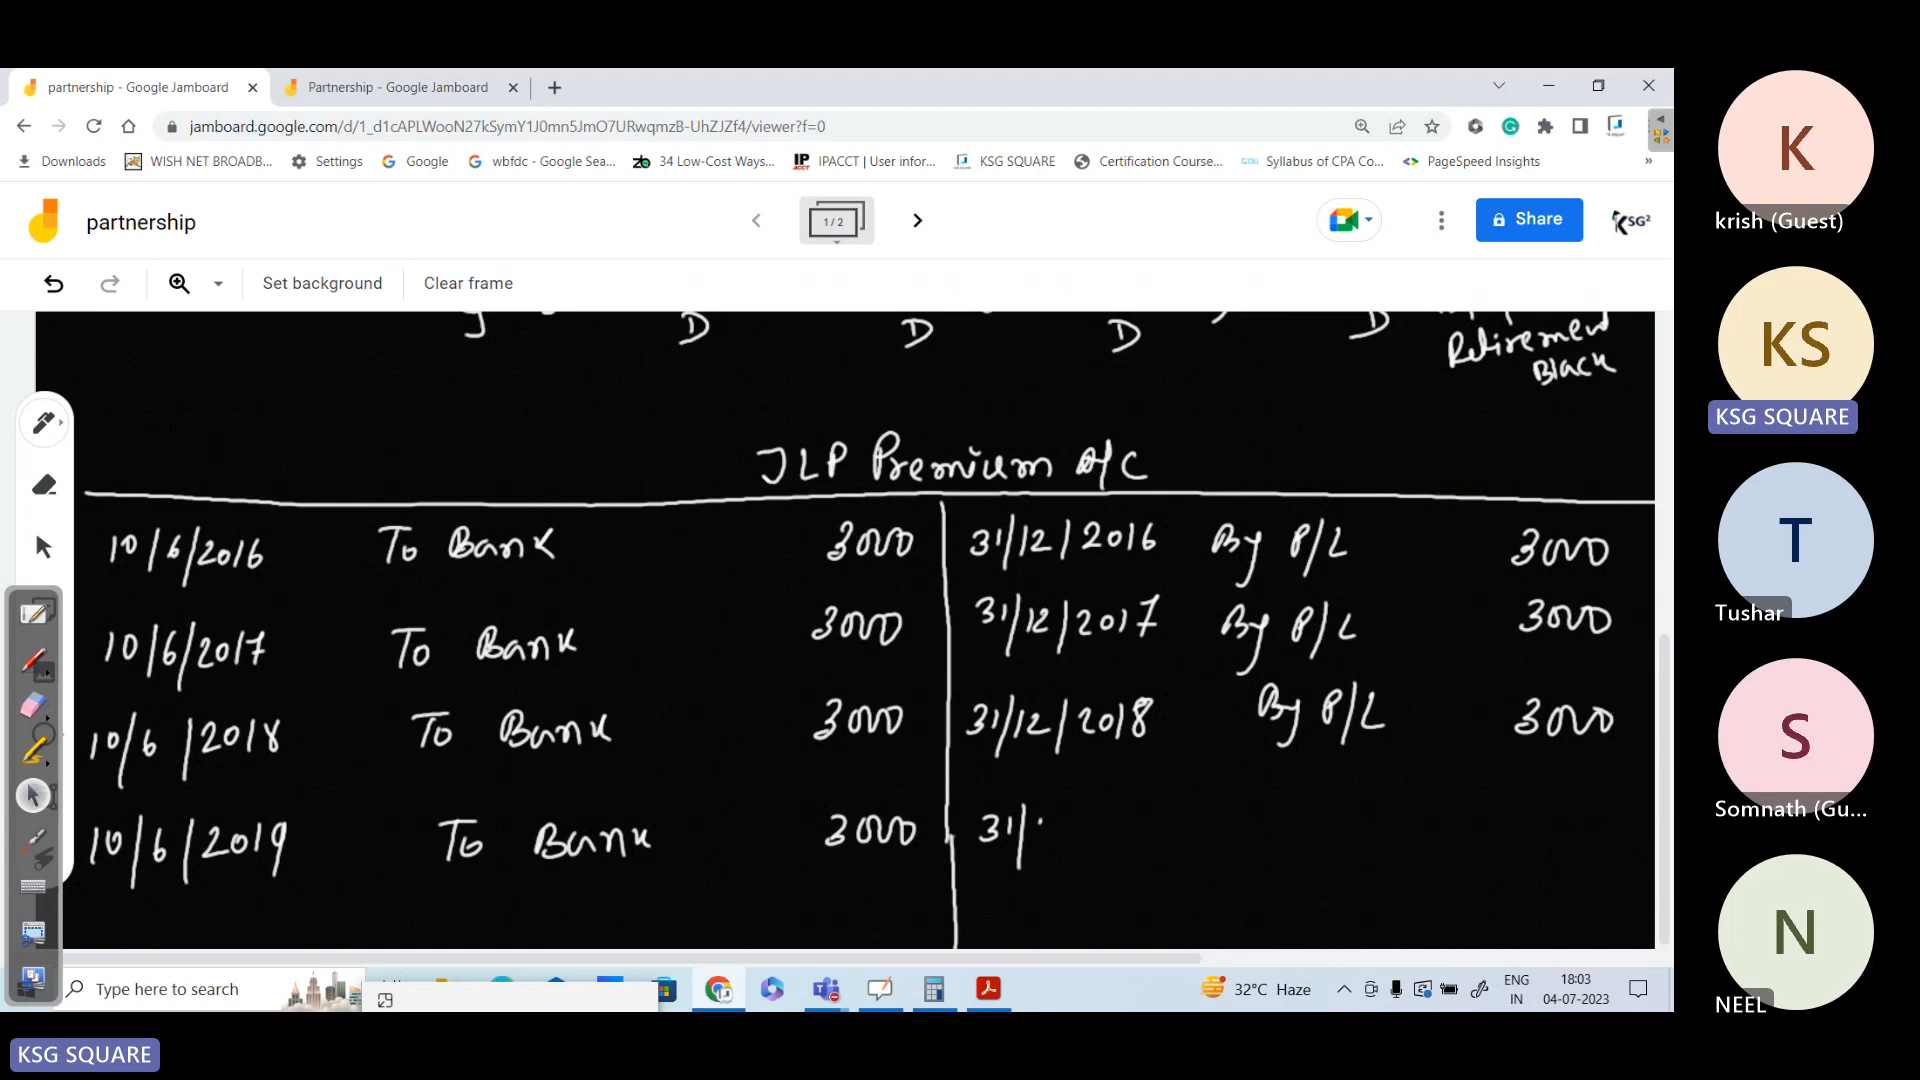 partnership - Google Jamboard
Partnership - Google Jamboard
jamboard.google.com/d/1_d1cAPLWooN27kSymY1J0mn5JmO7URwqmzB-UhZJZf4/viewer?f=0
Downloads
WISH NET BROADB...
Settings
Google
wbfdc - Google Sea...
34 Low-Cost Ways...
IPACCT | User infor...
KSG SQUARE
Certification Course...
Syllabus of CPA Co...
PageSpeed Insights
»
partnership
1 / 2
Share
KSG²
Set background
Clear frame
D D D D
Retirement
Black
JLP Premium A/C
10/6/2016 To Bank 3000 31/12/2016 By P/L 3000
10/6/2017 To Bank 3000 31/12/2017 By P/L 3000
10/6/2018 To Bank 3000 31/12/2018 By P/L 3000
10/6/2019 To Bank 3000 31/
Type here to search
32°C Haze
ENG
IN
18:03
04-07-2023
K
krish (Guest)
KS
KSG SQUARE
T
Tushar
S
Somnath (Gu...
N
NEEL
KSG SQUARE